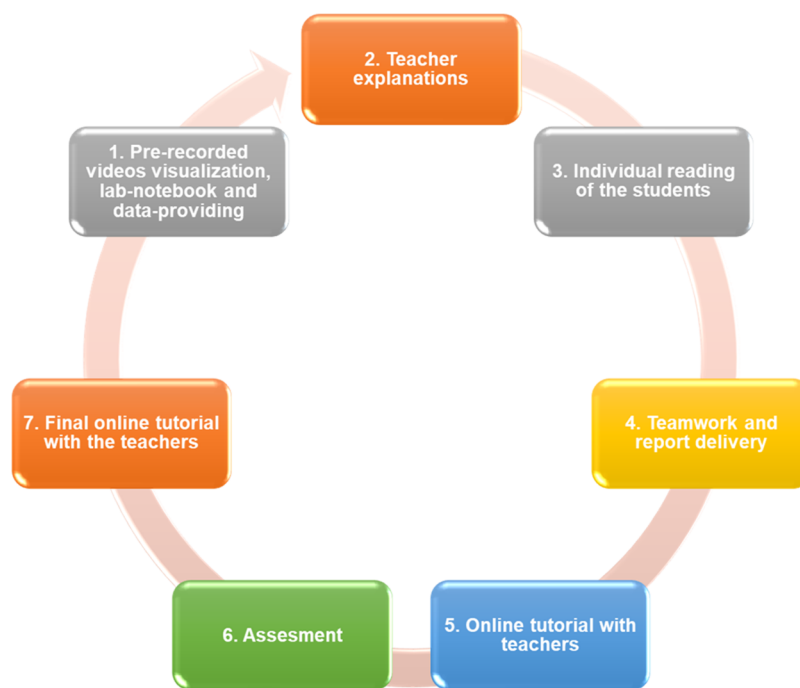 1. Pre-recorded
videos visualization,
lab-notebook and
data-providing
2. Teacher
explanations
3. Individual reading
of the students
4. Teamwork and
report delivery
5. Online tutorial with
teachers
6. Assesment
7. Final online tutorial
with the teachers